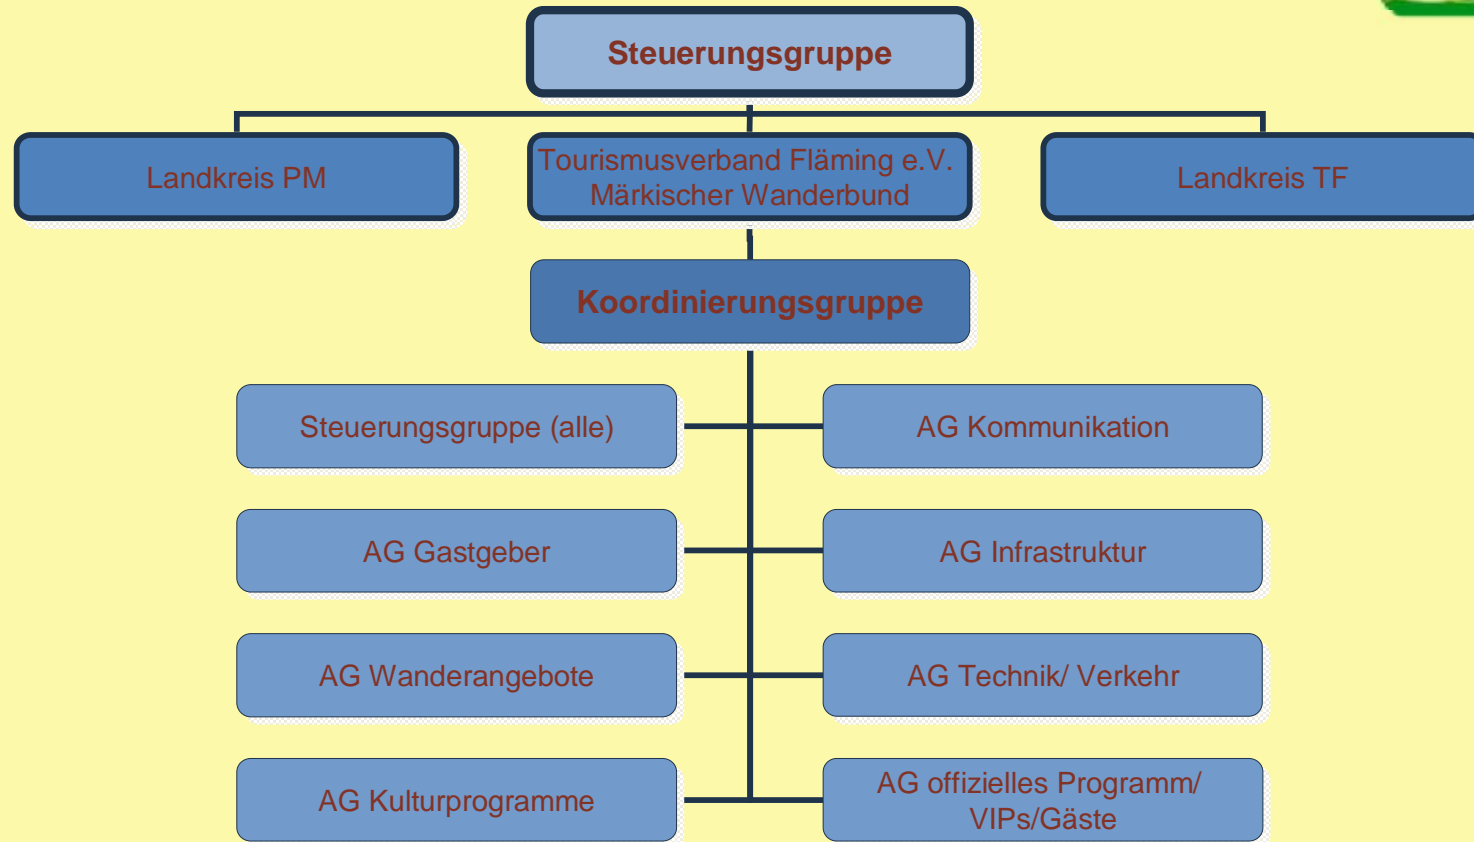 Steuerungsgruppe
Landkreis PM
Tourismusverband Fläming e.V.
Märkischer Wanderbund
Landkreis TF
Koordinierungsgruppe
Steuerungsgruppe (alle)
AG Kommunikation
AG Gastgeber
AG Infrastruktur
AG Wanderangebote
AG Technik/ Verkehr
AG Kulturprogramme
AG offizielles Programm/
VIPs/Gäste